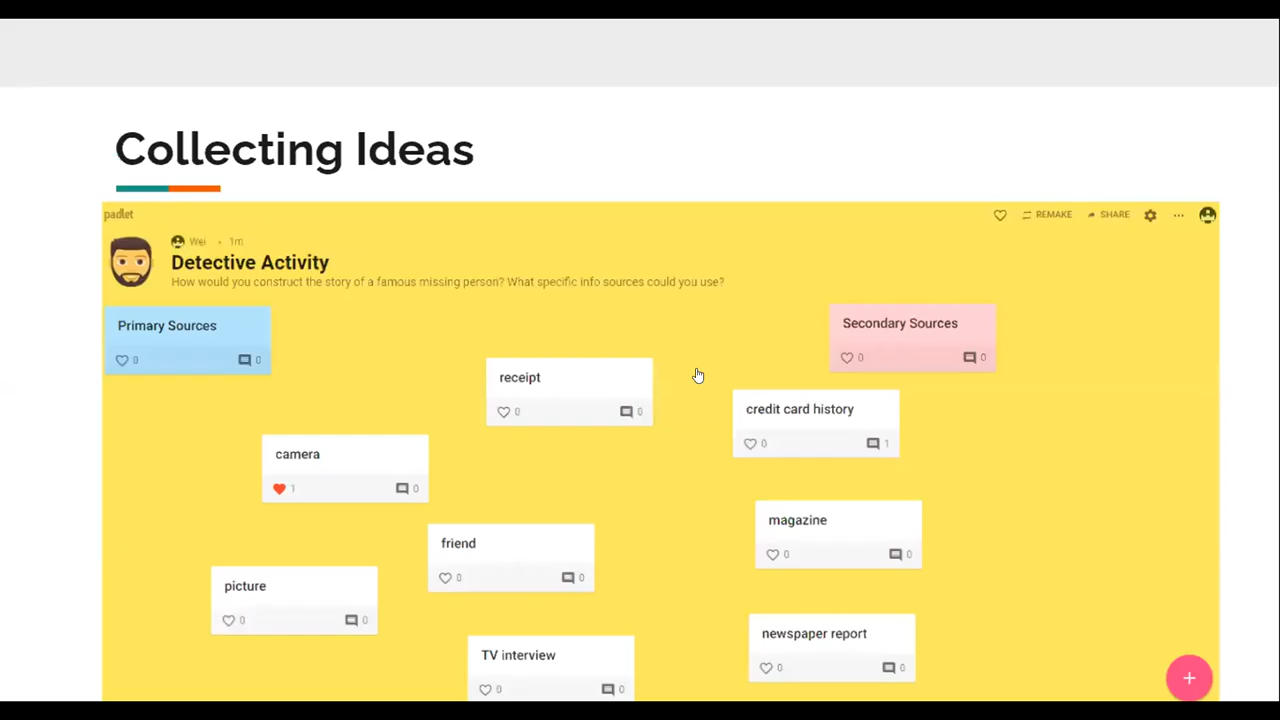 Collecting Ideas
padlet
REMAKE SHARE
Wei • 1m
Detective Activity
How would you construct the story of a famous missing person? What specific info sources could you use?
Primary Sources
0 0
Secondary Sources
0 0
receipt
0 0
credit card history
0 1
camera
1 0
magazine
0 0
friend
0 0
picture
0 0
newspaper report
0 0
TV interview
0 0